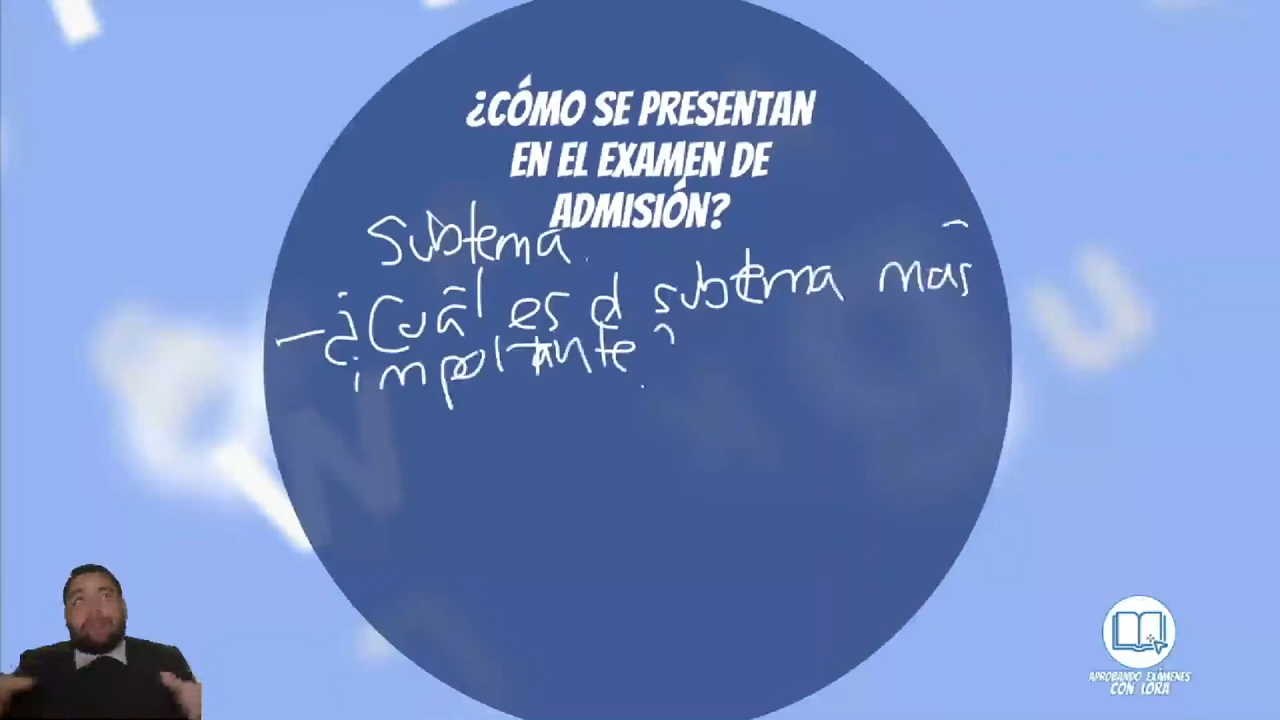 ¿CÓMO SE PRESENTAN
EN EL EXAMEN DE
ADMISIÓN?
Subtema.
- ¿Cuál es el subtema más
importante?
APROBANDO EXÁMENES
CON LORA